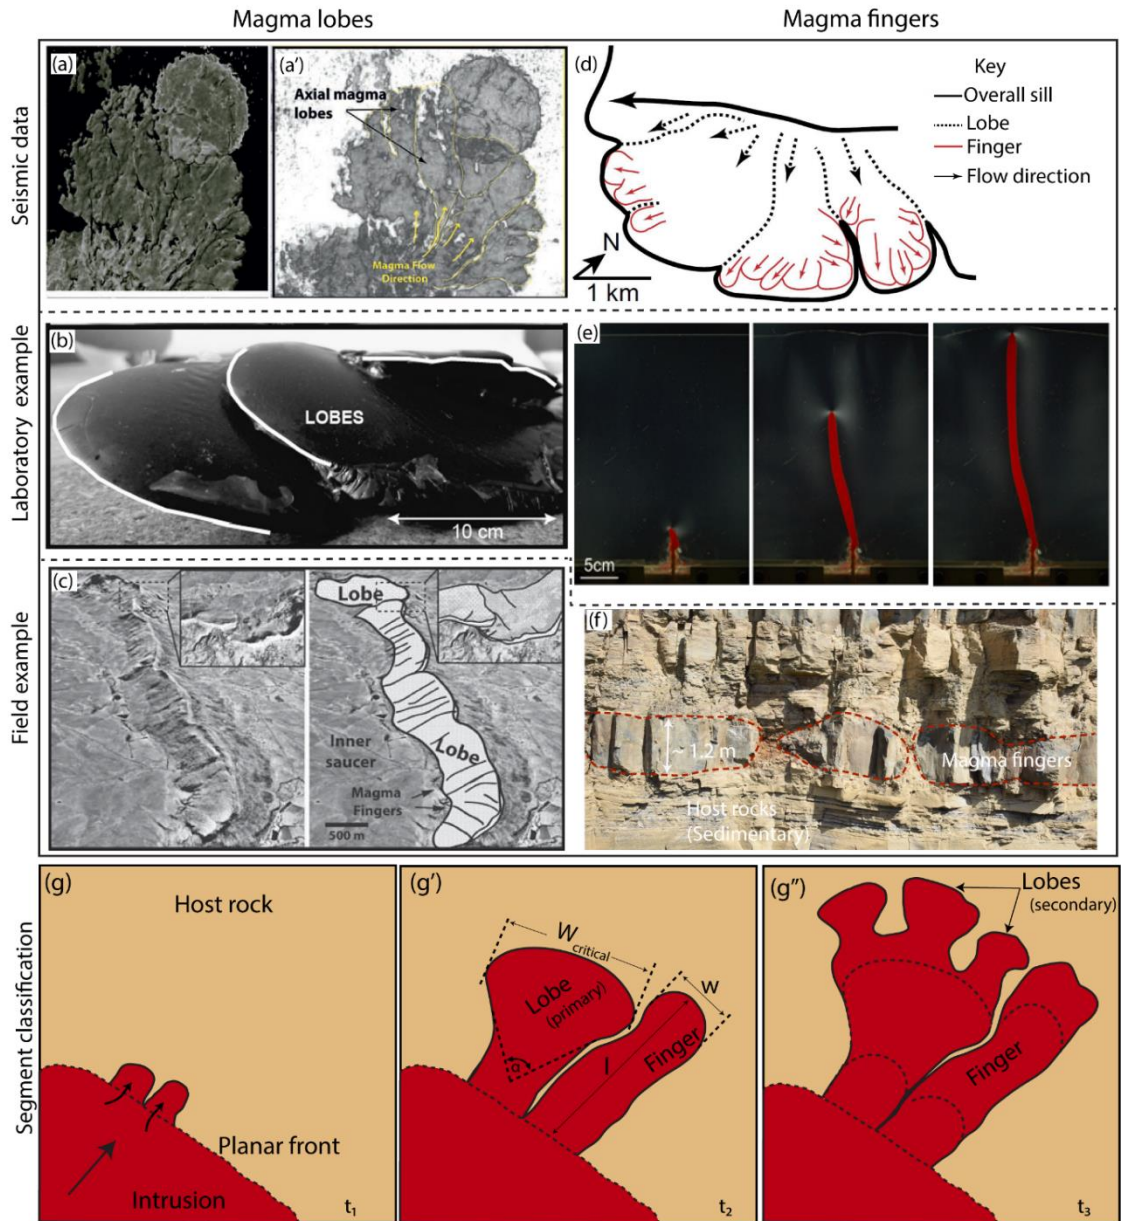 Magma lobes
Magma fingers
Seismic data
(a)
(a')
Axial magma
lobes
Magma Flow
Direction
(d)
Key
Overall sill
Lobe
Finger
Flow direction
N
1 km
Laboratory example
(b)
LOBES
10 cm
(e)
5cm
Field example
(c)
Lobe
Lobe
Inner
saucer
Magma
Fingers
500 m
(f)
~ 1.2 m
Magma fingers
Host rocks
(Sedimentary)
Segment classification
(g)
Host rock
Planar front
Intrusion
t₁
(g')
W critical
w
Lobe
(primary)
α
l
Finger
t₂
(g'')
Lobes
(secondary)
Finger
t₃